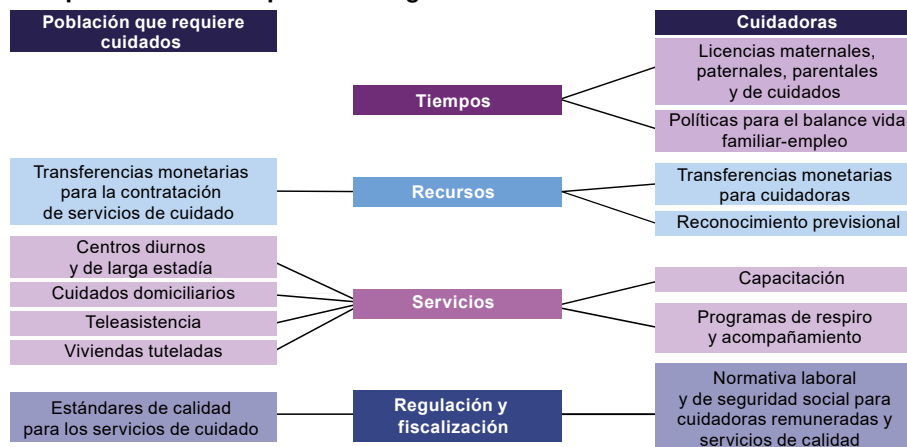 Población que requiere
cuidados
Cuidadoras
Tiempos
Licencias maternales,
paternales, parentales
y de cuidados
Políticas para el balance vida
familiar-empleo
Transferencias monetarias
para la contratación
de servicios de cuidado
Recursos
Transferencias monetarias
para cuidadoras
Reconocimiento previsional
Centros diurnos
y de larga estadía
Cuidados domiciliarios
Teleasistencia
Viviendas tuteladas
Servicios
Capacitación
Programas de respiro
y acompañamiento
Estándares de calidad
para los servicios de cuidado
Regulación y
fiscalización
Normativa laboral
y de seguridad social para
cuidadoras remuneradas y
servicios de calidad